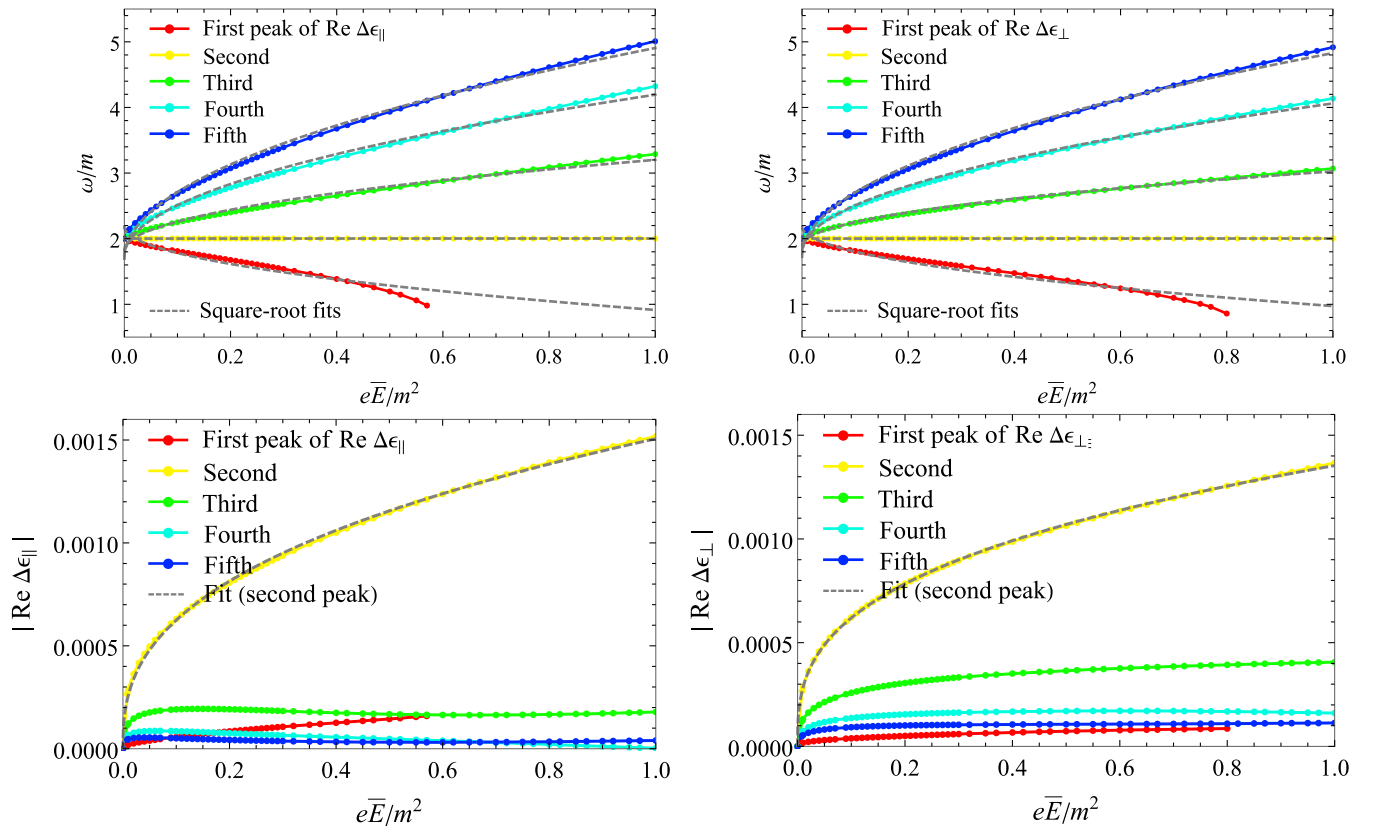 First peak of Re Δϵ∥
Second
Third
Fourth
Fifth
Square-root fits
ω/m
5
4
3
2
1
0.0 0.2 0.4 0.6 0.8 1.0
eE̅/m²
First peak of Re Δϵ⊥
Second
Third
Fourth
Fifth
Square-root fits
ω/m
5
4
3
2
1
0.0 0.2 0.4 0.6 0.8 1.0
eE̅/m²
First peak of Re Δϵ∥
Second
Third
Fourth
Fifth
Fit (second peak)
| Re Δϵ∥ |
0.0015
0.0010
0.0005
0.0000
0.0 0.2 0.4 0.6 0.8 1.0
eE̅/m²
First peak of Re Δϵ⊥
Second
Third
Fourth
Fifth
Fit (second peak)
| Re Δϵ⊥ |
0.0015
0.0010
0.0005
0.0000
0.0 0.2 0.4 0.6 0.8 1.0
eE̅/m²